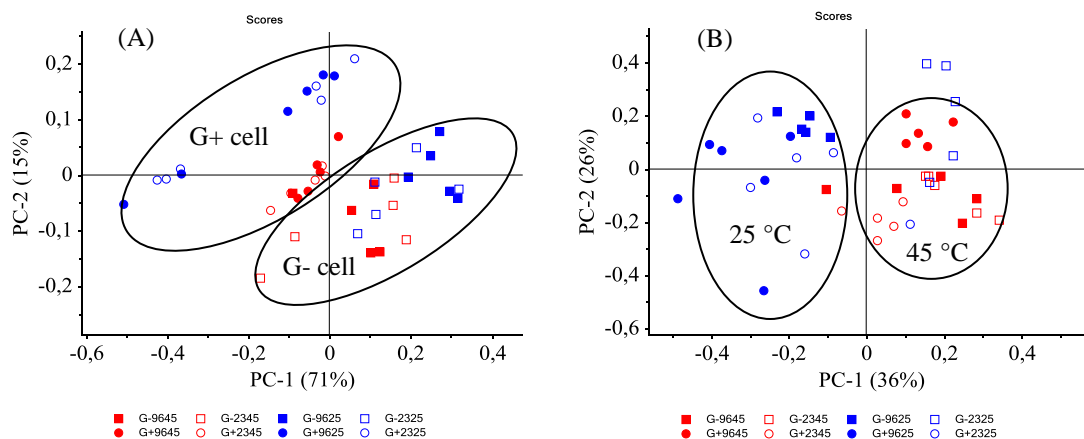 Scores
(A)
0,2
0,1
0
-0,1
-0,2
PC-2 (15%)
G+ cell
G- cell
-0,6 -0,4 -0,2 0 0,2 0,4
PC-1 (71%)
G-9645 G-2345 G-9625 G-2325
G+9645 G+2345 G+9625 G+2325
Scores
(B)
0,4
0,2
0
-0,2
-0,4
-0,6
PC-2 (26%)
25 °C
45 °C
-0,4 -0,2 0 0,2 0,4
PC-1 (36%)
G-9645 G-2345 G-9625 G-2325
G+9645 G+2345 G+9625 G+2325